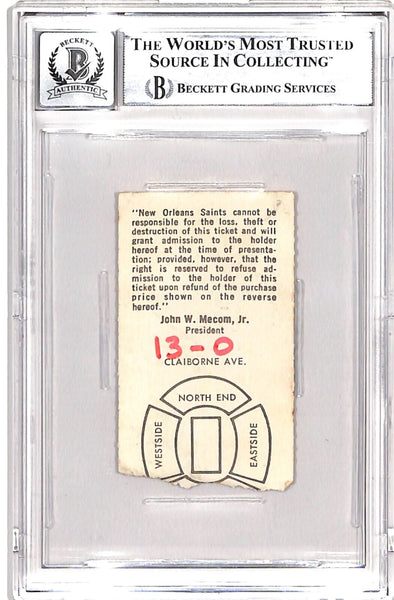 BECKETT
B
AUTHENTIC
THE WORLD'S MOST TRUSTED
SOURCE IN COLLECTING™
B BECKETT GRADING SERVICES
"New Orleans Saints cannot be
responsible for the loss, theft or
destruction of this ticket and will
grant admission to the holder
hereof at the time of presenta-
tion; provided, however, that the
right is reserved to refuse ad-
mission to the holder of this
ticket upon refund of the purchase
price shown on the reverse
hereof."
John W. Mecom, Jr.
President
13-0
CLAIBORNE AVE.
NORTH END
WESTSIDE
EASTSIDE